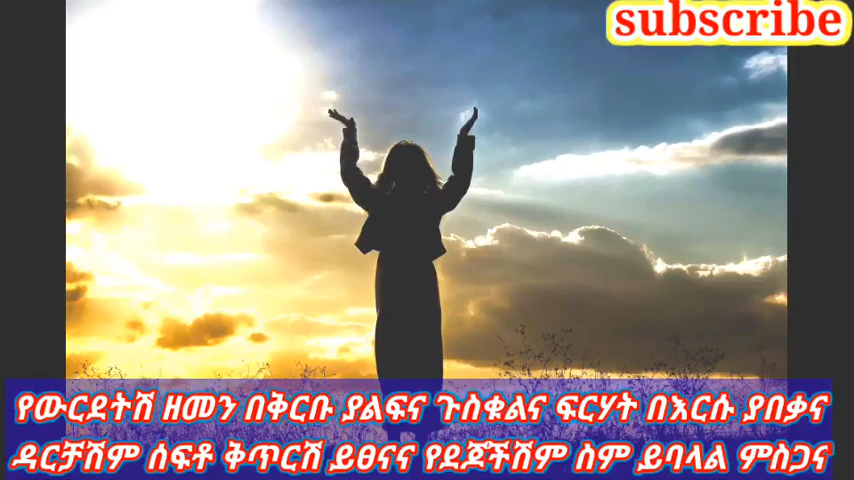 subscribe
የውርደትሽ ዘመን በቅርቡ ያልፍና ጉስቁልና ፍርሃት በእርሱ ያበቃና
ዳርቻሽም ሰፍቶ ቅጥርሽ ይፀናና የደጆችሽም ስም ይባላል ምስጋና